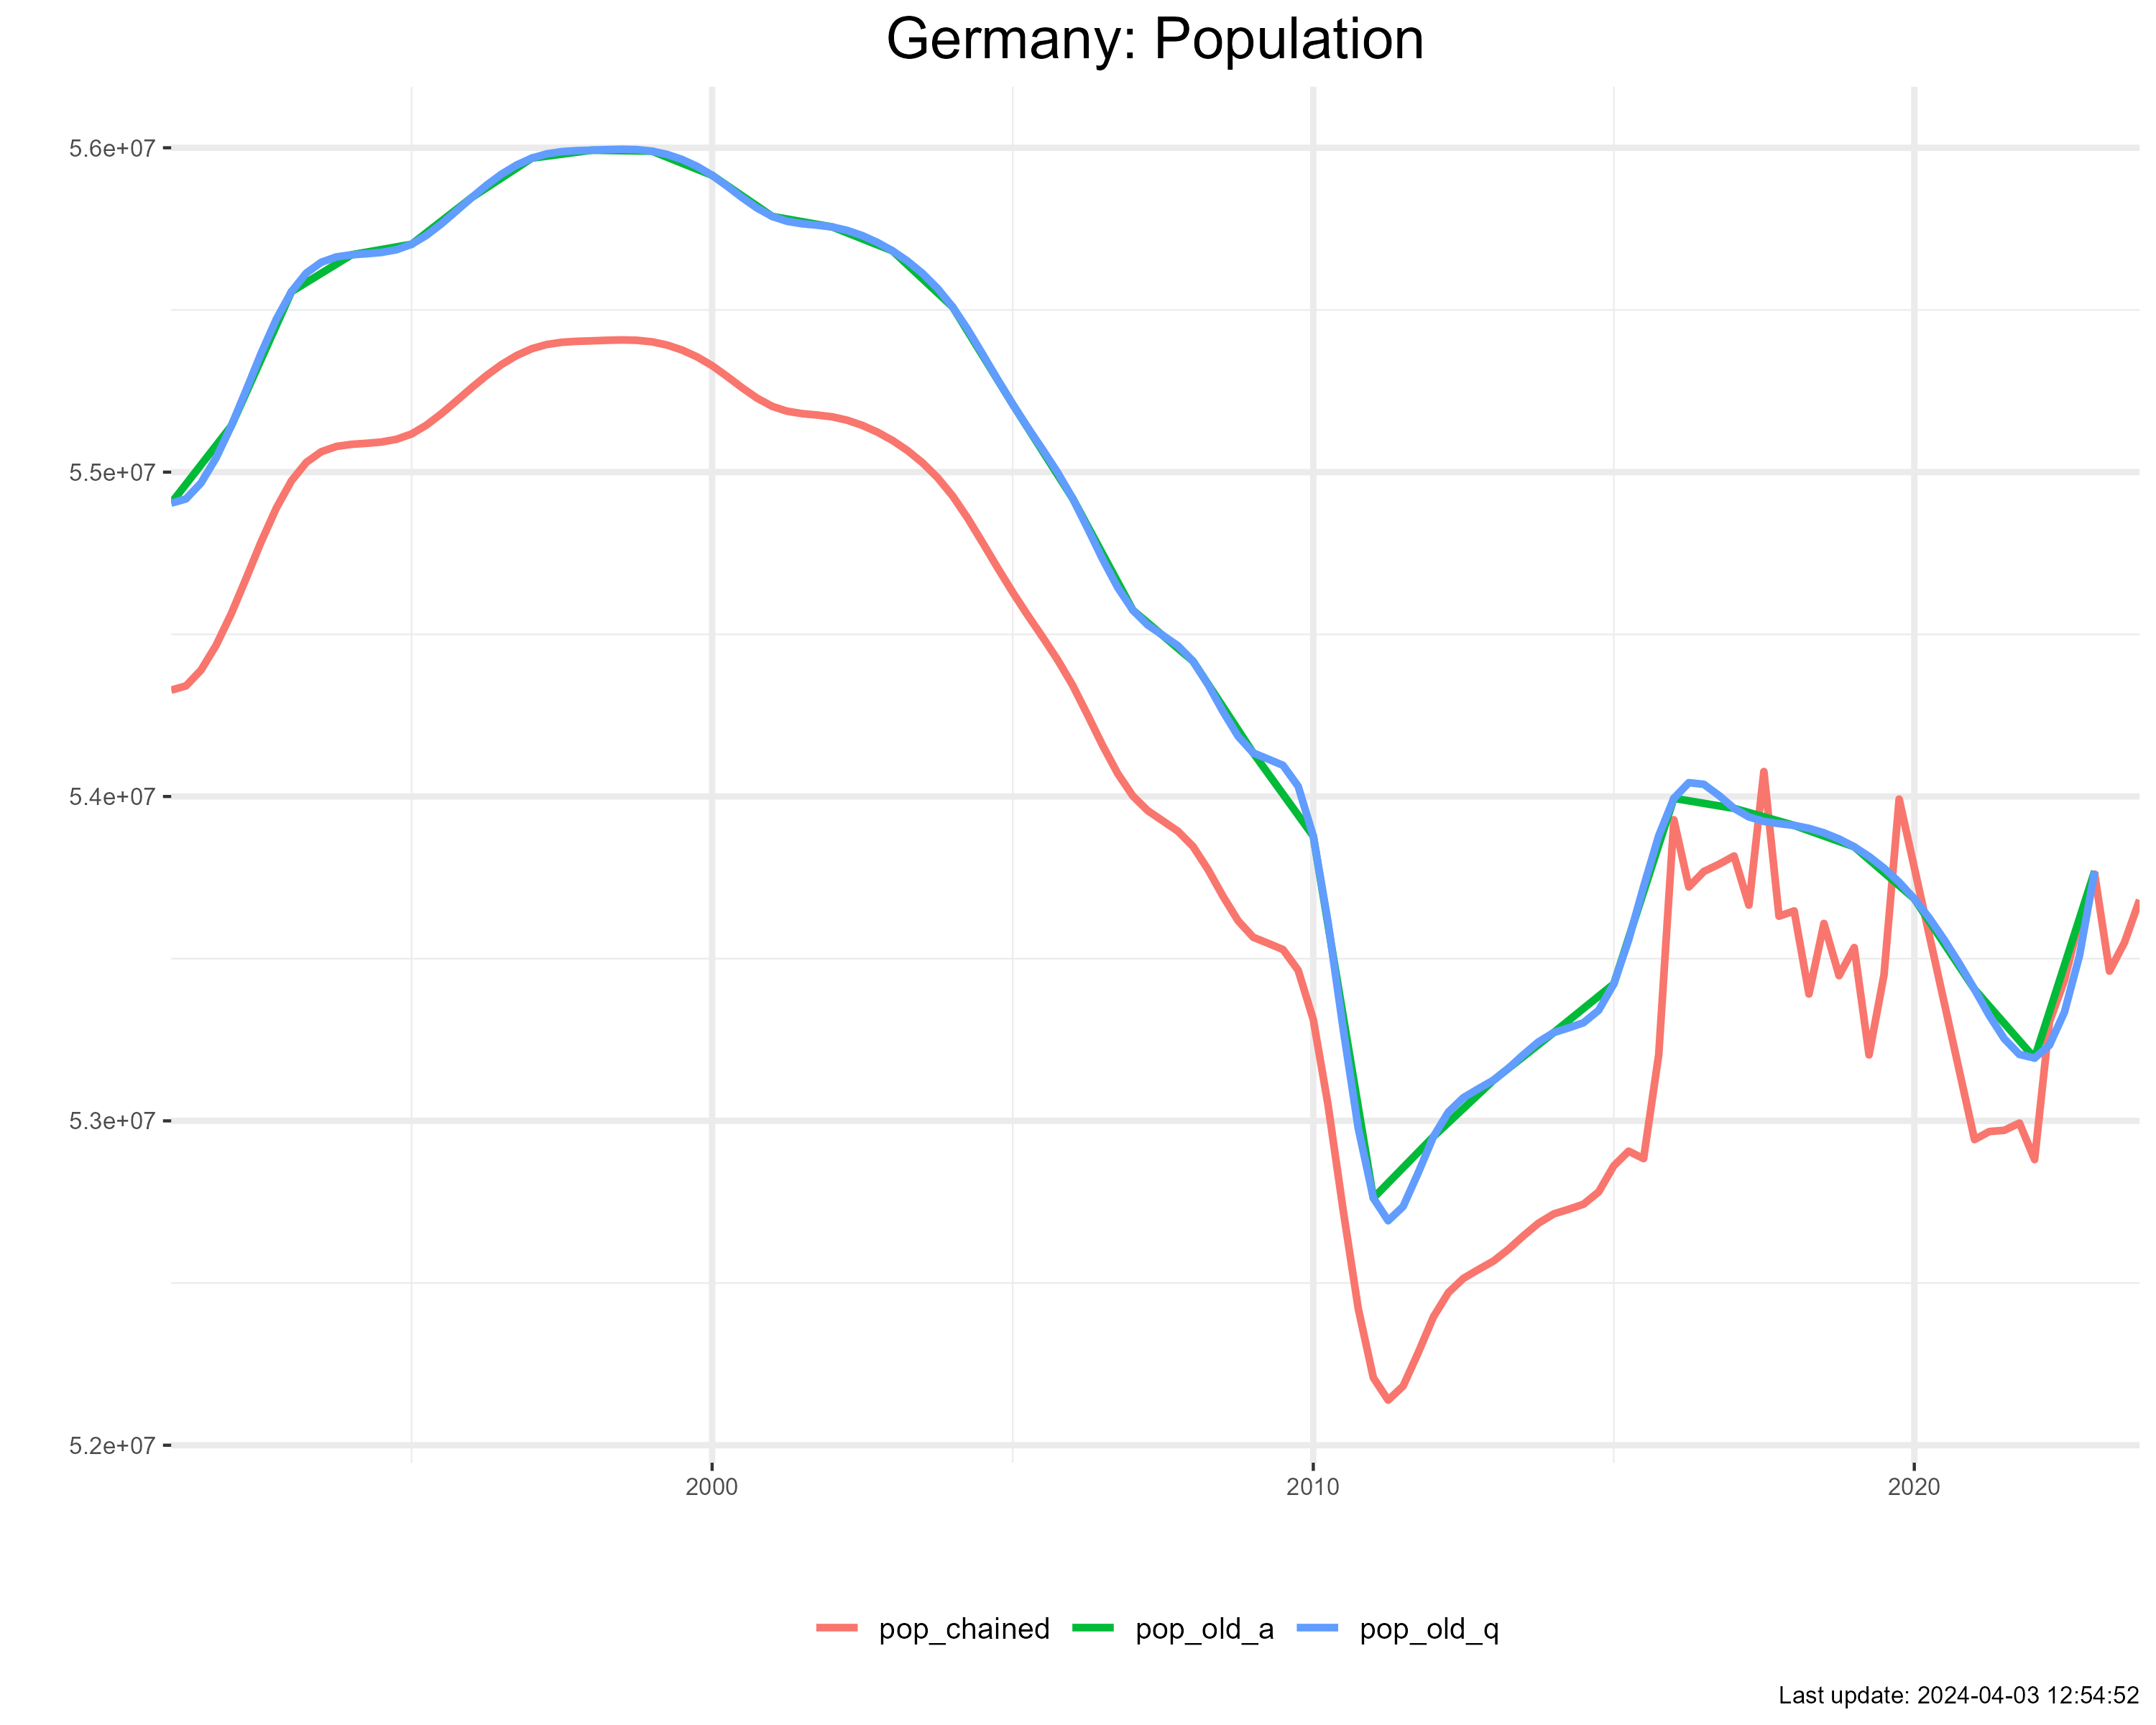 Germany: Population
5.6e+07
5.5e+07
5.4e+07
5.3e+07
5.2e+07
2000 2010 2020
pop_chained pop_old_a pop_old_q
Last update: 2024-04-03 12:54:52